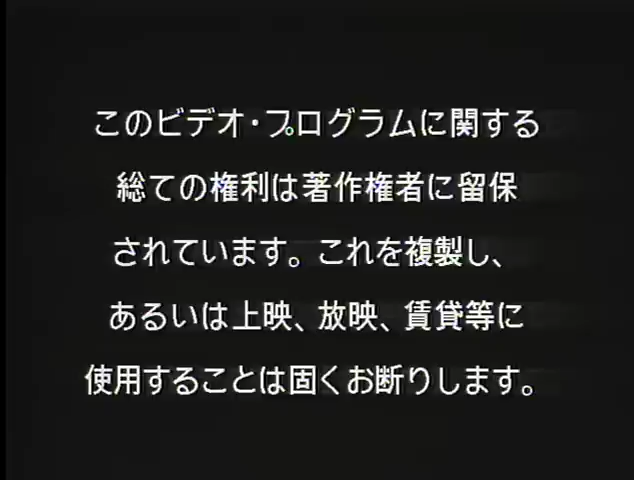 このビデオ・プログラムに関する
総ての権利は著作権者に留保
されています。これを複製し、
あるいは上映、放映、賃貸等に
使用することは固くお断りします。